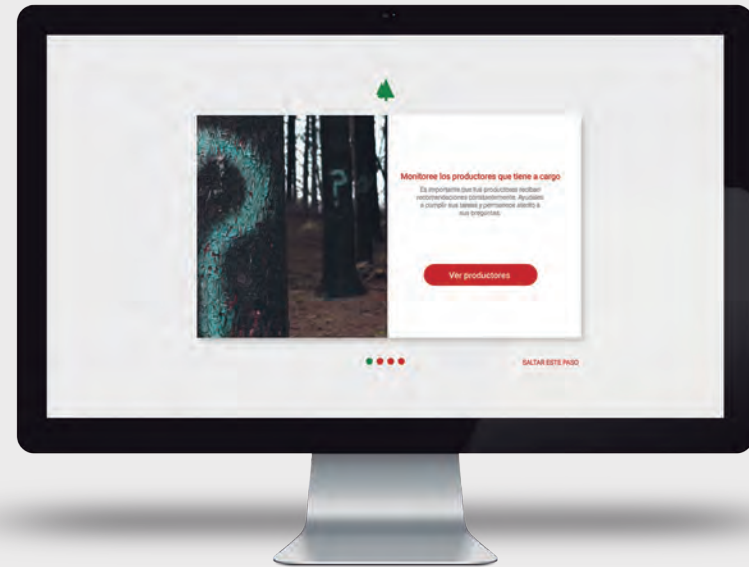 Monitoree los productores que tiene a cargo
Es importante que tus productores reciban
recomendaciones constantemente. Ayúdales
a cumplir sus tareas y permanece atento a
sus preguntas.
Ver productores
SALTAR ESTE PASO